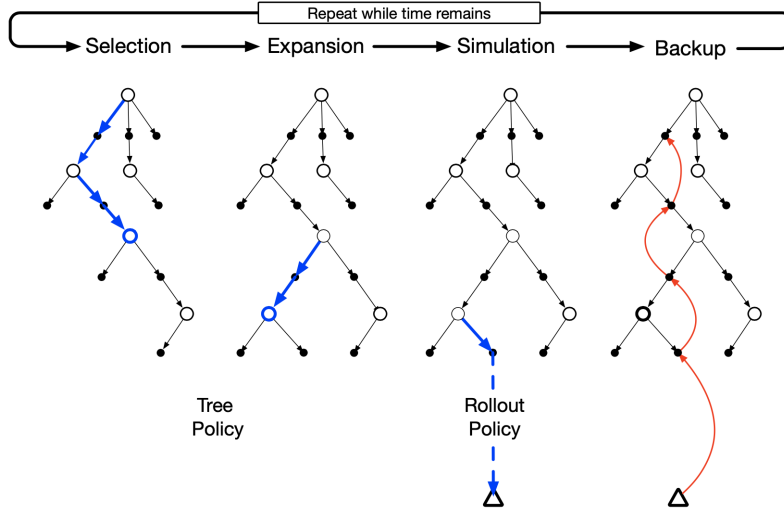 Repeat while time remains
Selection
Expansion
Simulation
Backup
Tree
Policy
Rollout
Policy